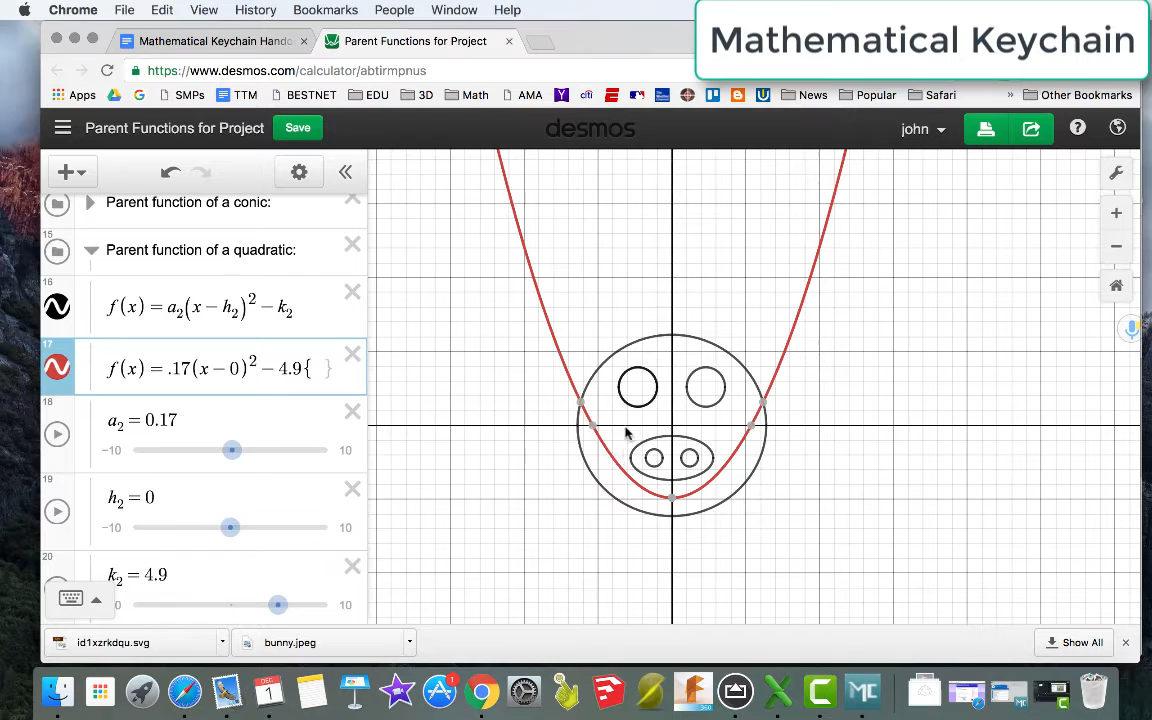 Chrome File Edit View History Bookmarks People Window Help
Mathematical Keychain
Mathematical Keychain Hando
Parent Functions for Project
https://www.desmos.com/calculator/abtirmpnus
Apps SMPs TTM BESTNET EDU 3D Math AMA citi News Popular Safari » Other Bookmarks
Parent Functions for Project Save desmos john
Parent function of a conic:
15
Parent function of a quadratic:
16
f(x) = a₂(x − h₂)² − k₂
17
f(x) = .17(x − 0)² − 4.9{ }
18
a₂ = 0.17
−10 10
19
h₂ = 0
−10 10
20
k₂ = 4.9
0 10
id1xzrkdqu.svg bunny.jpeg Show All